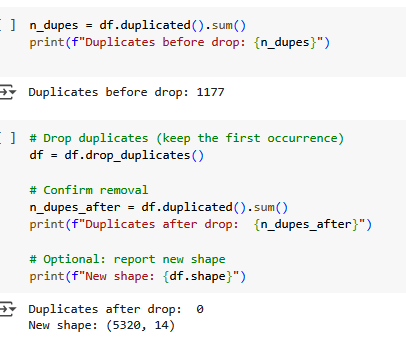 [ ] n_dupes = df.duplicated().sum()
print(f"Duplicates before drop: {n_dupes}")
Duplicates before drop: 1177
[ ] # Drop duplicates (keep the first occurrence)
df = df.drop_duplicates()
# Confirm removal
n_dupes_after = df.duplicated().sum()
print(f"Duplicates after drop:  {n_dupes_after}")
# Optional: report new shape
print(f"New shape: {df.shape}")
Duplicates after drop:  0
New shape: (5320, 14)